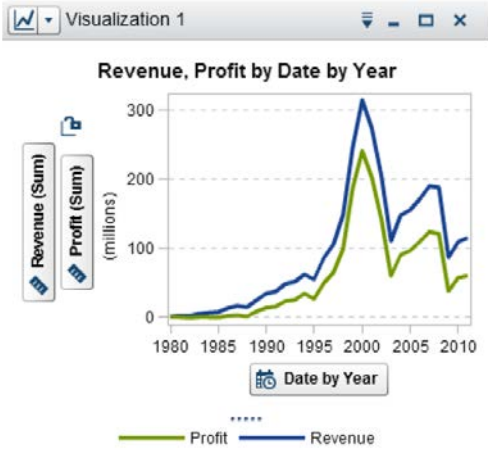 Visualization 1
Revenue, Profit by Date by Year
Revenue (Sum)
Profit (Sum)
(millions)
300
200
100
0
1980 1985 1990 1995 2000 2005 2010
Date by Year
Profit Revenue